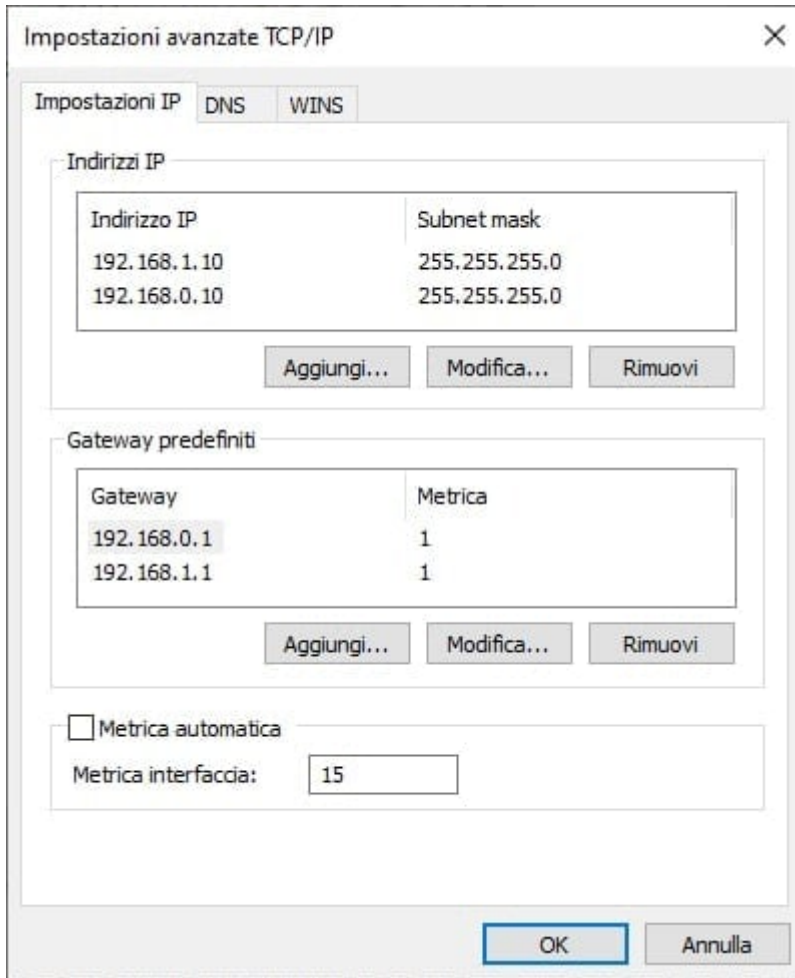 Impostazioni avanzate TCP/IP
Impostazioni IP DNS WINS
Indirizzi IP
Indirizzo IP Subnet mask
192.168.1.10 255.255.255.0
192.168.0.10 255.255.255.0
Aggiungi... Modifica... Rimuovi
Gateway predefiniti
Gateway Metrica
192.168.0.1 1
192.168.1.1 1
Aggiungi... Modifica... Rimuovi
Metrica automatica
Metrica interfaccia: 15
OK Annulla